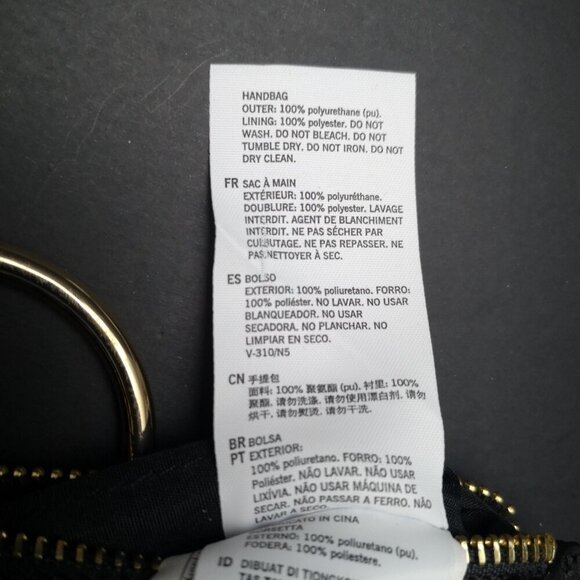 HANDBAG
OUTER: 100% polyurethane (pu).
LINING: 100% polyester. DO NOT
WASH. DO NOT BLEACH. DO NOT
TUMBLE DRY. DO NOT IRON. DO NOT
DRY CLEAN.
FR SAC À MAIN
EXTÉRIEUR: 100% polyuréthane.
DOUBLURE: 100% polyester. LAVAGE
INTERDIT. AGENT DE BLANCHIMENT
INTERDIT. NE PAS SÉCHER PAR
CULBUTAGE. NE PAS REPASSER. NE
PAS NETTOYER À SEC.
ES BOLSO
EXTERIOR: 100% poliuretano. FORRO:
100% poliéster. NO LAVAR. NO USAR
BLANQUEADOR. NO USAR
SECADORA. NO PLANCHAR. NO
LIMPIAR EN SECO.
V-310/N5
CN 手提包
面料: 100% 聚氨酯 (pu). 衬里: 100%
聚酯. 请勿洗涤. 请勿使用漂白剂. 请勿
烘干. 请勿熨烫. 请勿干洗.
BR BOLSA
PT EXTERIOR:
100% poliuretano. FORRO: 100%
Poliéster. NÃO LAVAR. NÃO USAR
LIXÍVIA. NÃO USAR MÁQUINA DE
SECAR. NÃO PASSAR A FERRO. NÃO
LAVAR A SECO.
IN CINA
ESTERNO: 100% poliuretano (pu)
FODERA: 100% poliestere.
ID DIBUAT DI